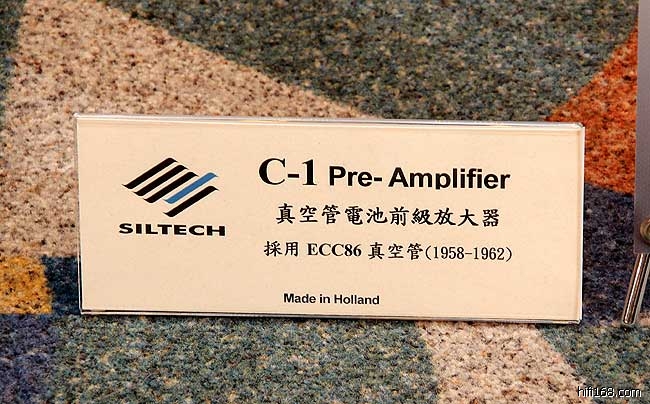 SILTECH
C-1 Pre- Amplifier
真空管電池前級放大器
採用 ECC86 真空管(1958-1962)
Made in Holland
hifi168.com